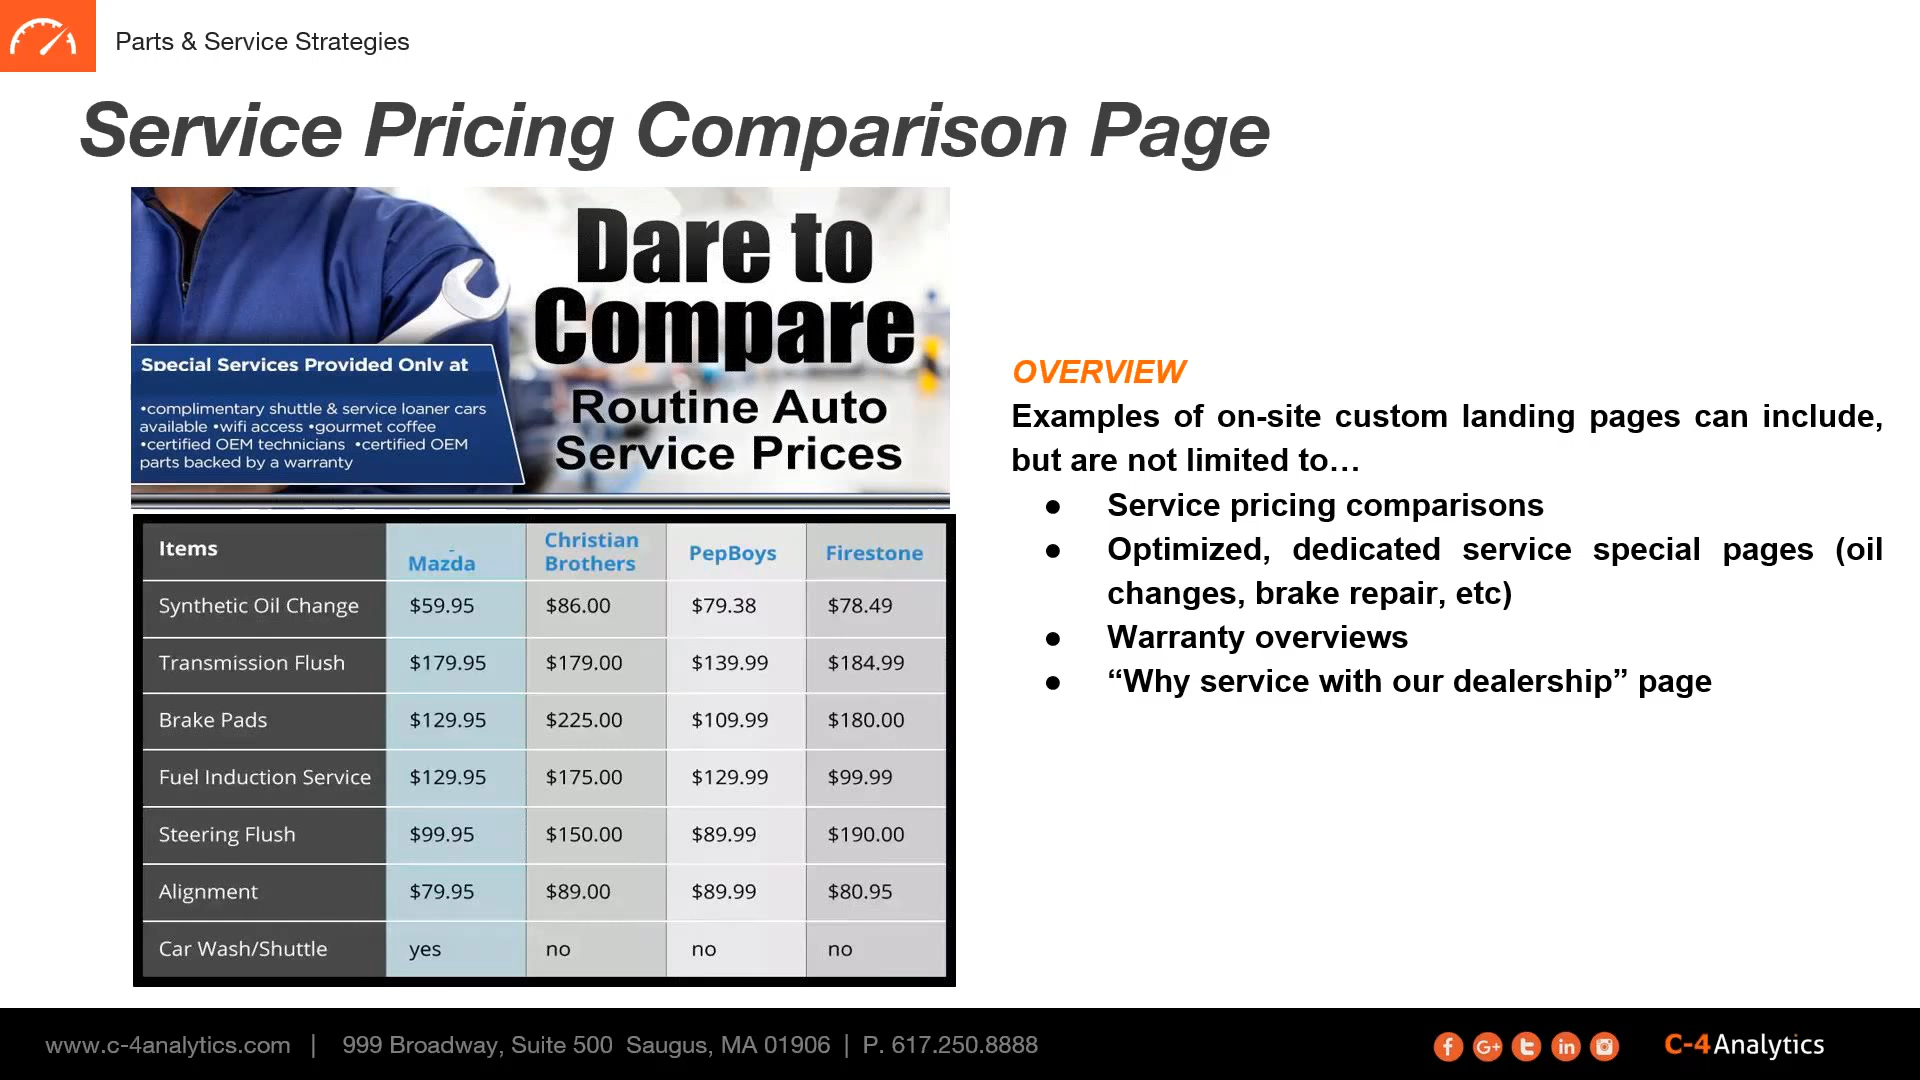 Parts & Service Strategies
Service Pricing Comparison Page
Dare to
Compare
Routine Auto
Service Prices
Special Services Provided Only at
•complimentary shuttle & service loaner cars
available •wifi access •gourmet coffee
•certified OEM technicians •certified OEM
parts backed by a warranty
Items Mazda Christian Brothers PepBoys Firestone
Synthetic Oil Change $59.95 $86.00 $79.38 $78.49
Transmission Flush $179.95 $179.00 $139.99 $184.99
Brake Pads $129.95 $225.00 $109.99 $180.00
Fuel Induction Service $129.95 $175.00 $129.99 $99.99
Steering Flush $99.95 $150.00 $89.99 $190.00
Alignment $79.95 $89.00 $89.99 $80.95
Car Wash/Shuttle yes no no no
OVERVIEW
Examples of on-site custom landing pages can include,
but are not limited to…
● Service pricing comparisons
● Optimized, dedicated service special pages (oil
changes, brake repair, etc)
● Warranty overviews
● “Why service with our dealership” page
www.c-4analytics.com | 999 Broadway, Suite 500 Saugus, MA 01906 | P. 617.250.8888
C-4Analytics